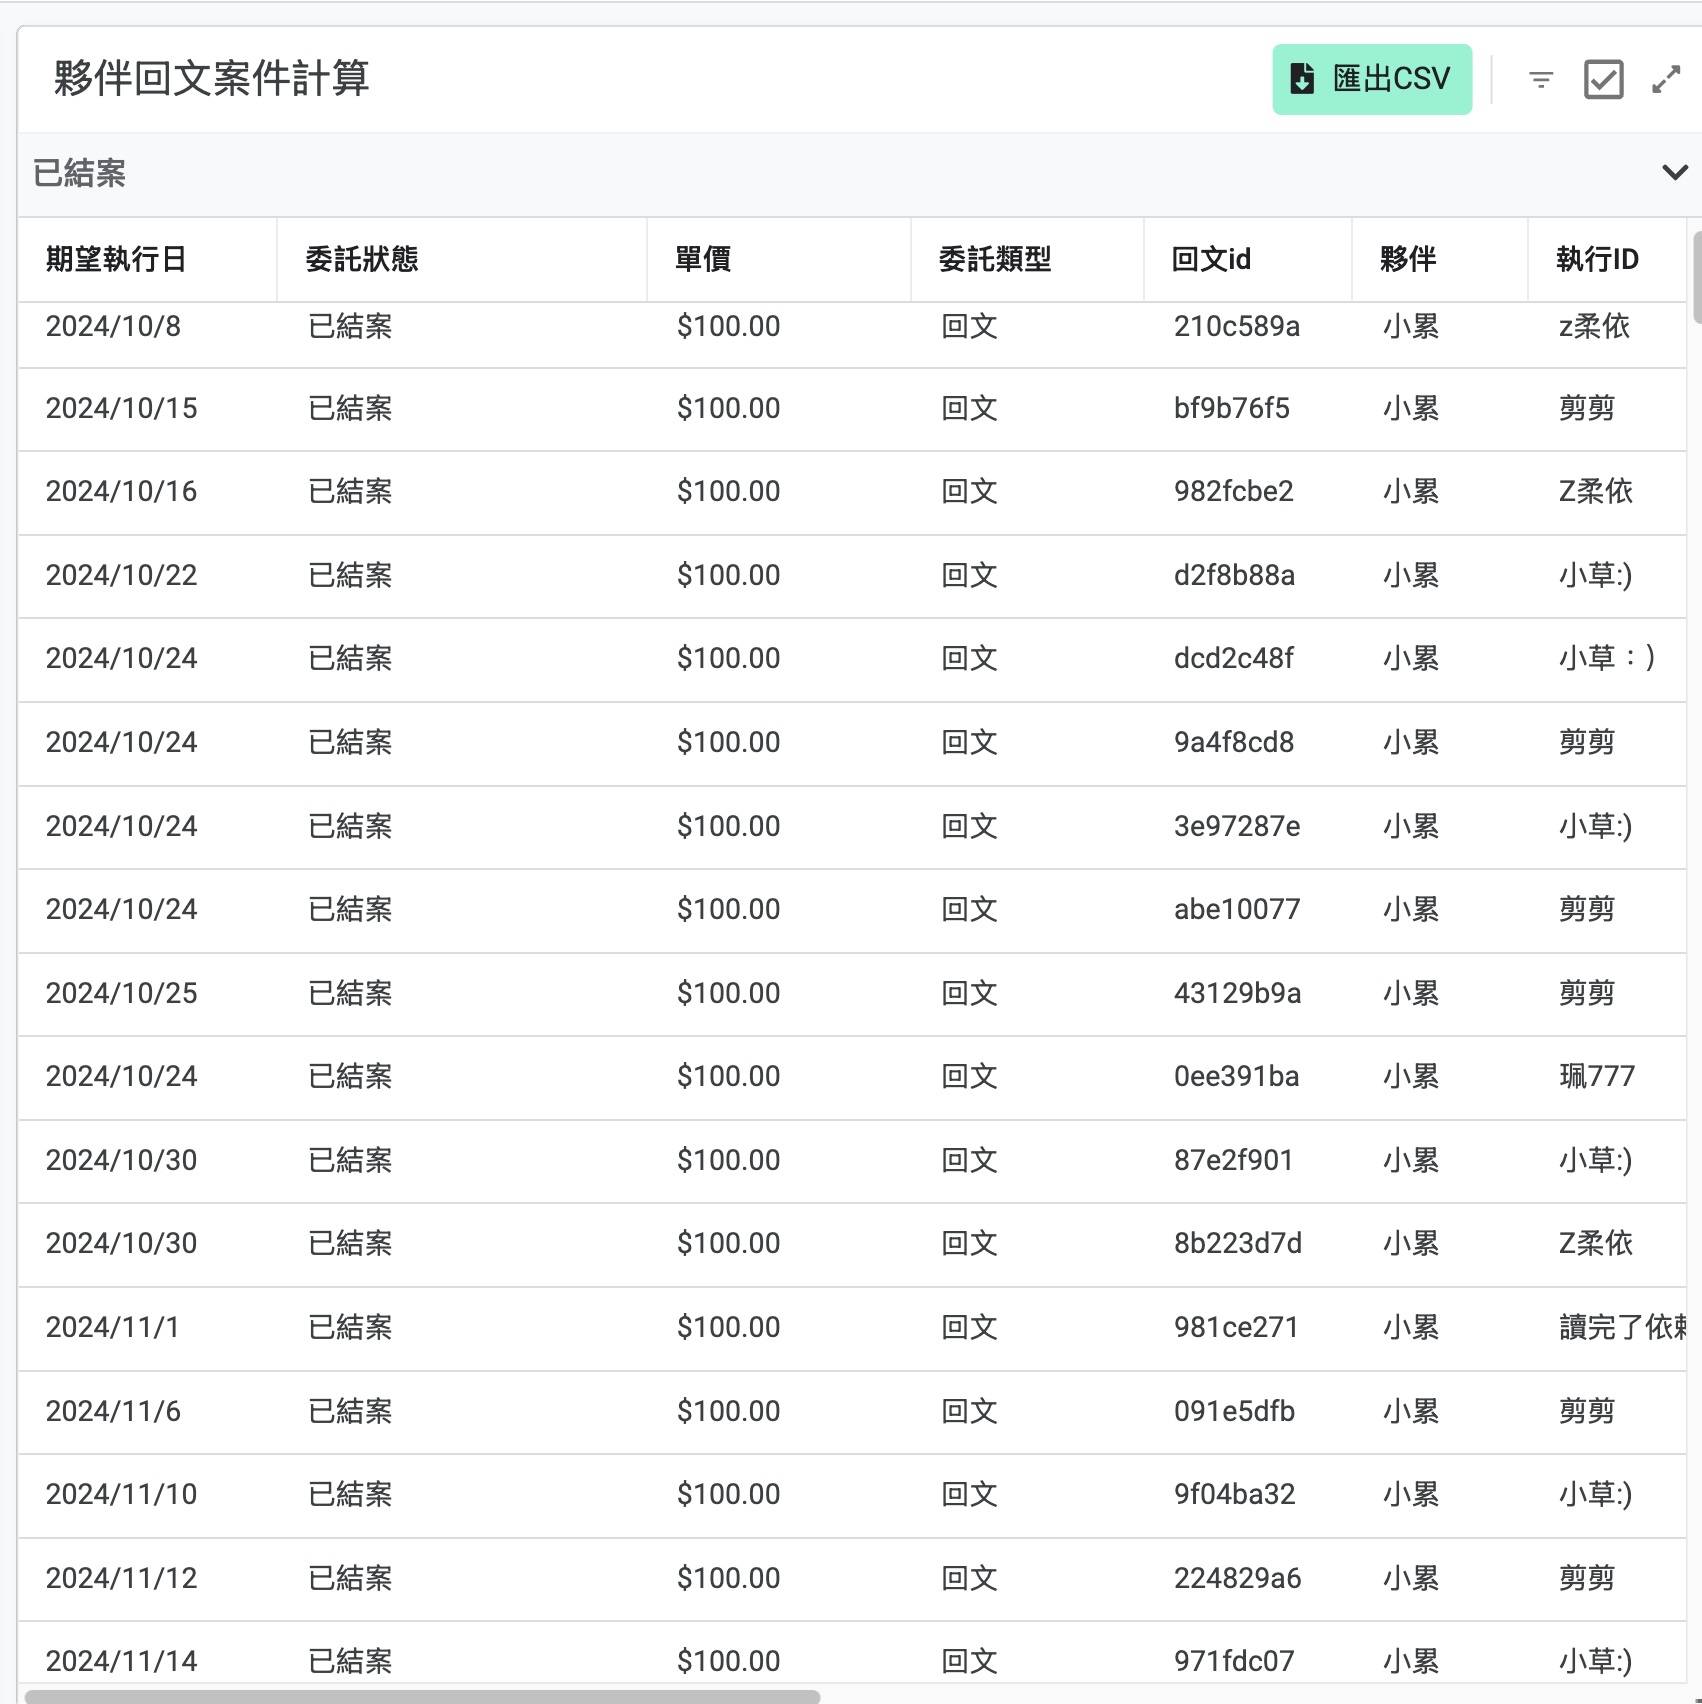 夥伴回文案件計算 匯出CSV
已結案
期望執行日 委託狀態 單價 委託類型 回文id 夥伴 執行ID
2024/10/8 已結案 $100.00 回文 210c589a 小累 z柔依
2024/10/15 已結案 $100.00 回文 bf9b76f5 小累 剪剪
2024/10/16 已結案 $100.00 回文 982fcbe2 小累 Z柔依
2024/10/22 已結案 $100.00 回文 d2f8b88a 小累 小草:)
2024/10/24 已結案 $100.00 回文 dcd2c48f 小累 小草：)
2024/10/24 已結案 $100.00 回文 9a4f8cd8 小累 剪剪
2024/10/24 已結案 $100.00 回文 3e97287e 小累 小草:)
2024/10/24 已結案 $100.00 回文 abe10077 小累 剪剪
2024/10/25 已結案 $100.00 回文 43129b9a 小累 剪剪
2024/10/24 已結案 $100.00 回文 0ee391ba 小累 珮777
2024/10/30 已結案 $100.00 回文 87e2f901 小累 小草:)
2024/10/30 已結案 $100.00 回文 8b223d7d 小累 Z柔依
2024/11/1 已結案 $100.00 回文 981ce271 小累 讀完了依
2024/11/6 已結案 $100.00 回文 091e5dfb 小累 剪剪
2024/11/10 已結案 $100.00 回文 9f04ba32 小累 小草:)
2024/11/12 已結案 $100.00 回文 224829a6 小累 剪剪
2024/11/14 已結案 $100.00 回文 971fdc07 小累 小草:)